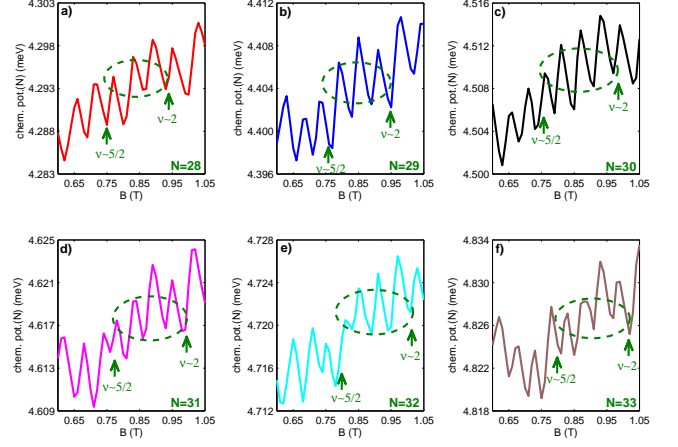 a)
4.303
4.298
4.293
4.288
4.283
chem. pot.(N) (meV)
ν~5/2
ν~2
N=28
0.65 0.75 0.85 0.95 1.05
B (T)
b)
4.412
4.408
4.404
4.400
4.396
chem. pot.(N) (meV)
ν~5/2
ν~2
N=29
0.65 0.75 0.85 0.95 1.05
B (T)
c)
4.516
4.512
4.508
4.504
4.500
chem. pot.(N) (meV)
ν~5/2
ν~2
N=30
0.65 0.75 0.85 0.95 1.05
B (T)
d)
4.625
4.621
4.617
4.613
4.609
chem. pot.(N) (meV)
ν~5/2
ν~2
N=31
0.65 0.75 0.85 0.95 1.05
B (T)
e)
4.728
4.724
4.720
4.716
4.712
chem. pot.(N) (meV)
ν~5/2
ν~2
N=32
0.65 0.75 0.85 0.95 1.05
B (T)
f)
4.834
4.830
4.826
4.822
4.818
chem. pot.(N) (meV)
ν~5/2
ν~2
N=33
0.65 0.75 0.85 0.95 1.05
B (T)